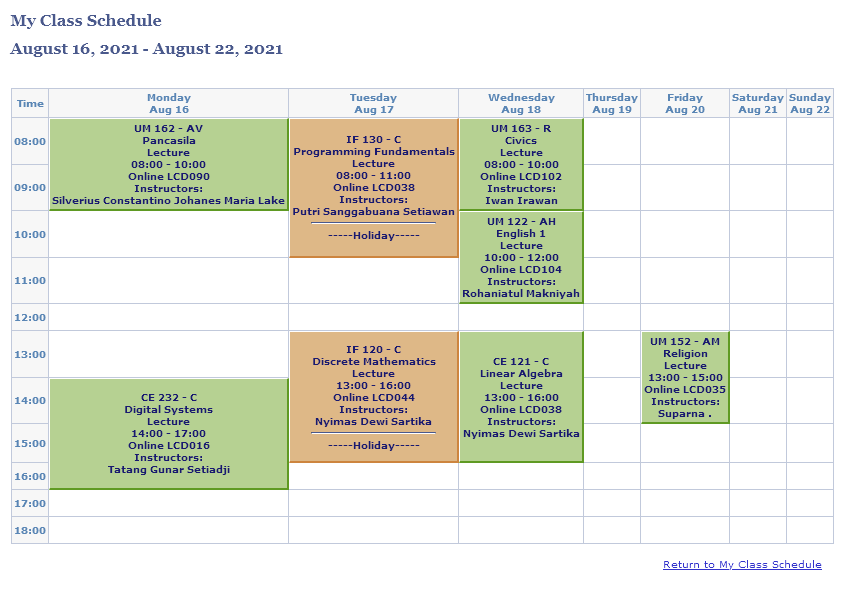 My Class Schedule
August 16, 2021 - August 22, 2021
Time
Monday
Aug 16
Tuesday
Aug 17
Wednesday
Aug 18
Thursday
Aug 19
Friday
Aug 20
Saturday
Aug 21
Sunday
Aug 22
08:00
UM 162 - AV
Pancasila
Lecture
08:00 - 10:00
Online LCD090
Instructors:
Silverius Constantino Johanes Maria Lake
IF 130 - C
Programming Fundamentals
Lecture
08:00 - 11:00
Online LCD038
Instructors:
Putri Sanggabuana Setiawan
-----Holiday-----
UM 163 - R
Civics
Lecture
08:00 - 10:00
Online LCD102
Instructors:
Iwan Irawan
09:00
10:00
UM 122 - AH
English 1
Lecture
10:00 - 12:00
Online LCD104
Instructors:
Rohaniatul Makniyah
11:00
12:00
13:00
IF 120 - C
Discrete Mathematics
Lecture
13:00 - 16:00
Online LCD044
Instructors:
Nyimas Dewi Sartika
-----Holiday-----
CE 121 - C
Linear Algebra
Lecture
13:00 - 16:00
Online LCD038
Instructors:
Nyimas Dewi Sartika
UM 152 - AM
Religion
Lecture
13:00 - 15:00
Online LCD035
Instructors:
Suparna .
14:00
CE 232 - C
Digital Systems
Lecture
14:00 - 17:00
Online LCD016
Instructors:
Tatang Gunar Setiadji
15:00
16:00
17:00
18:00
Return to My Class Schedule